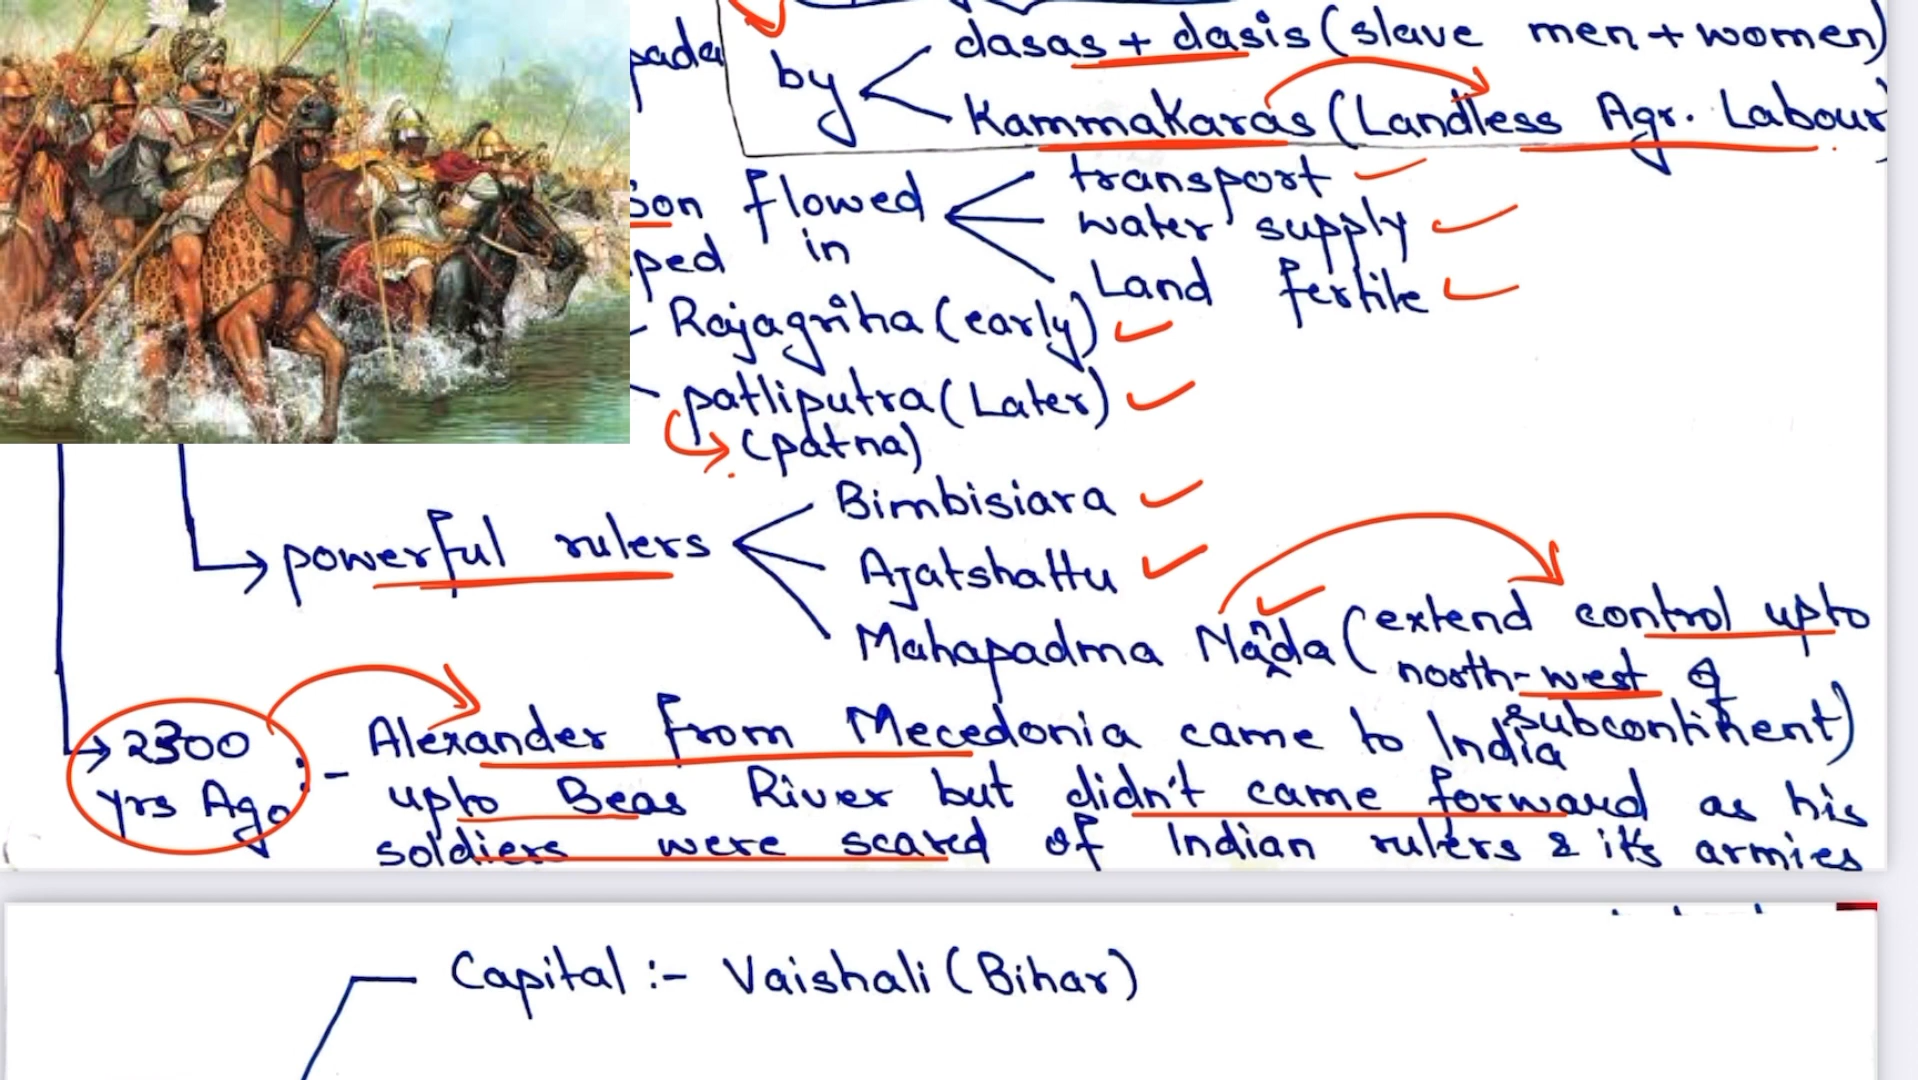 dasas + dasis (slave men + women)
pada
by
Kammakaras (Landless Agr. Labour)
transport
son flowed
water supply
in
ped
Land fertile
Rajagriha (early)
patliputra (Later)
(patna)
Bimbisiara
powerful rulers
Ajatshattu
Mahapadma Nanda (extend control upto
north-west of
subcontinent)
2300
yrs Ago :- Alexander from Mecedonia came to India
upto Beas River but didn't came forward as his
soldiers were scared of Indian rulers & its armies
Capital :- Vaishali (Bihar)